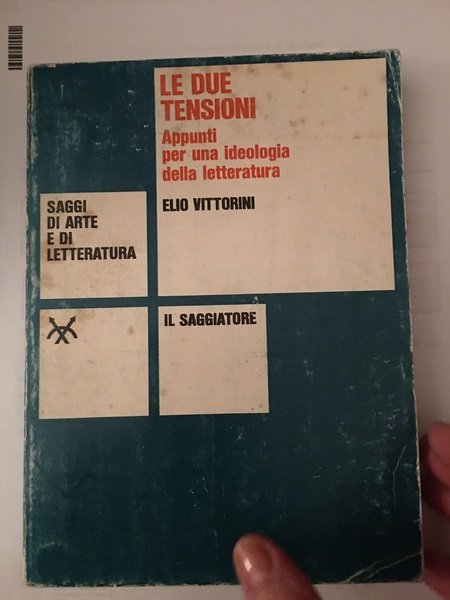 LE DUE
TENSIONI
Appunti
per una ideologia
della letteratura
ELIO VITTORINI
SAGGI
DI ARTE
E DI
LETTERATURA
IL SAGGIATORE